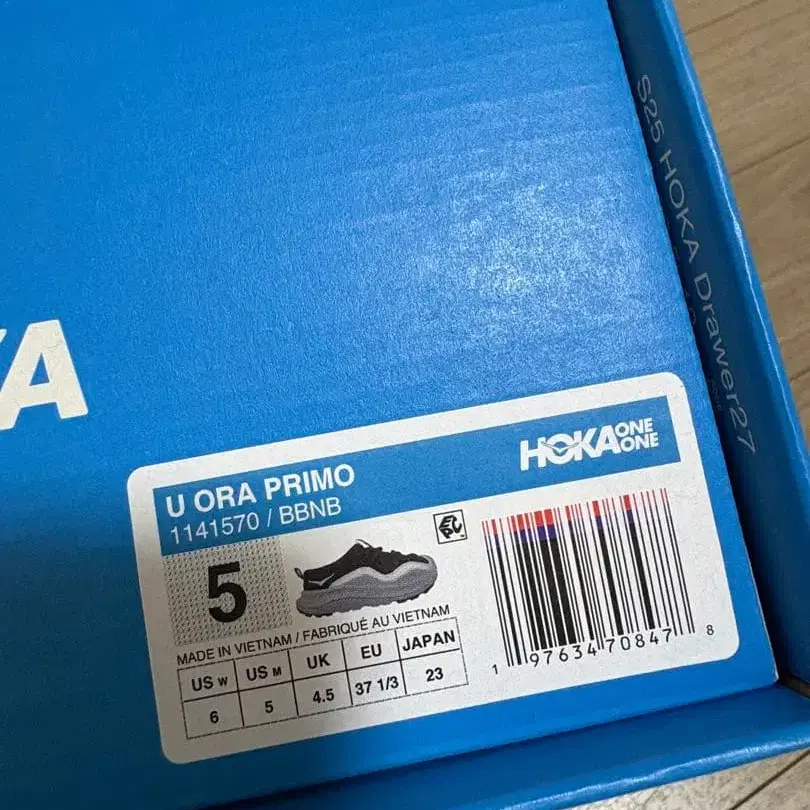 KA
S25 HOKA Drawer27
HOKA ONE ONE
U ORA PRIMO
1141570 / BBNB
5
MADE IN VIETNAM / FABRIQUÉ AU VIETNAM
US W US M UK EU JAPAN
6 5 4.5 37 1/3 23
1 97634 70847 8